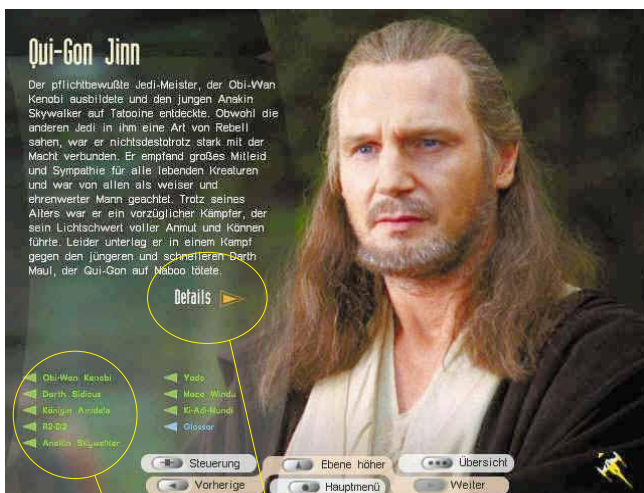 Qui-Gon Jinn
Der pflichtbewußte Jedi-Meister, der Obi-Wan
Kenobi ausbildete und den jungen Anakin
Skywalker auf Tatooine entdeckte. Obwohl die
anderen Jedi in ihm eine Art von Rebell
sahen, war er nichtsdestotrotz stark mit der
Macht verbunden. Er empfand großes Mitleid
und Sympathie für alle lebenden Kreaturen
und war von allen als weiser und
ehrenwerter Mann geachtet. Trotz seines
Alters war er ein vorzüglicher Kämpfer, der
sein Lichtschwert voller Anmut und Können
führte. Leider unterlag er in einem Kampf
gegen den jüngeren und schnelleren Darth
Maul, der Qui-Gon auf Naboo tötete.
Details
Obi-Wan Kenobi
Darth Sidious
Königin Amidala
R2-D2
Anakin Skywalker
Yoda
Mace Windu
Ki-Adi-Mundi
Glossar
Steuerung
Ebene höher
Übersicht
Vorherige
Hauptmenü
Weiter